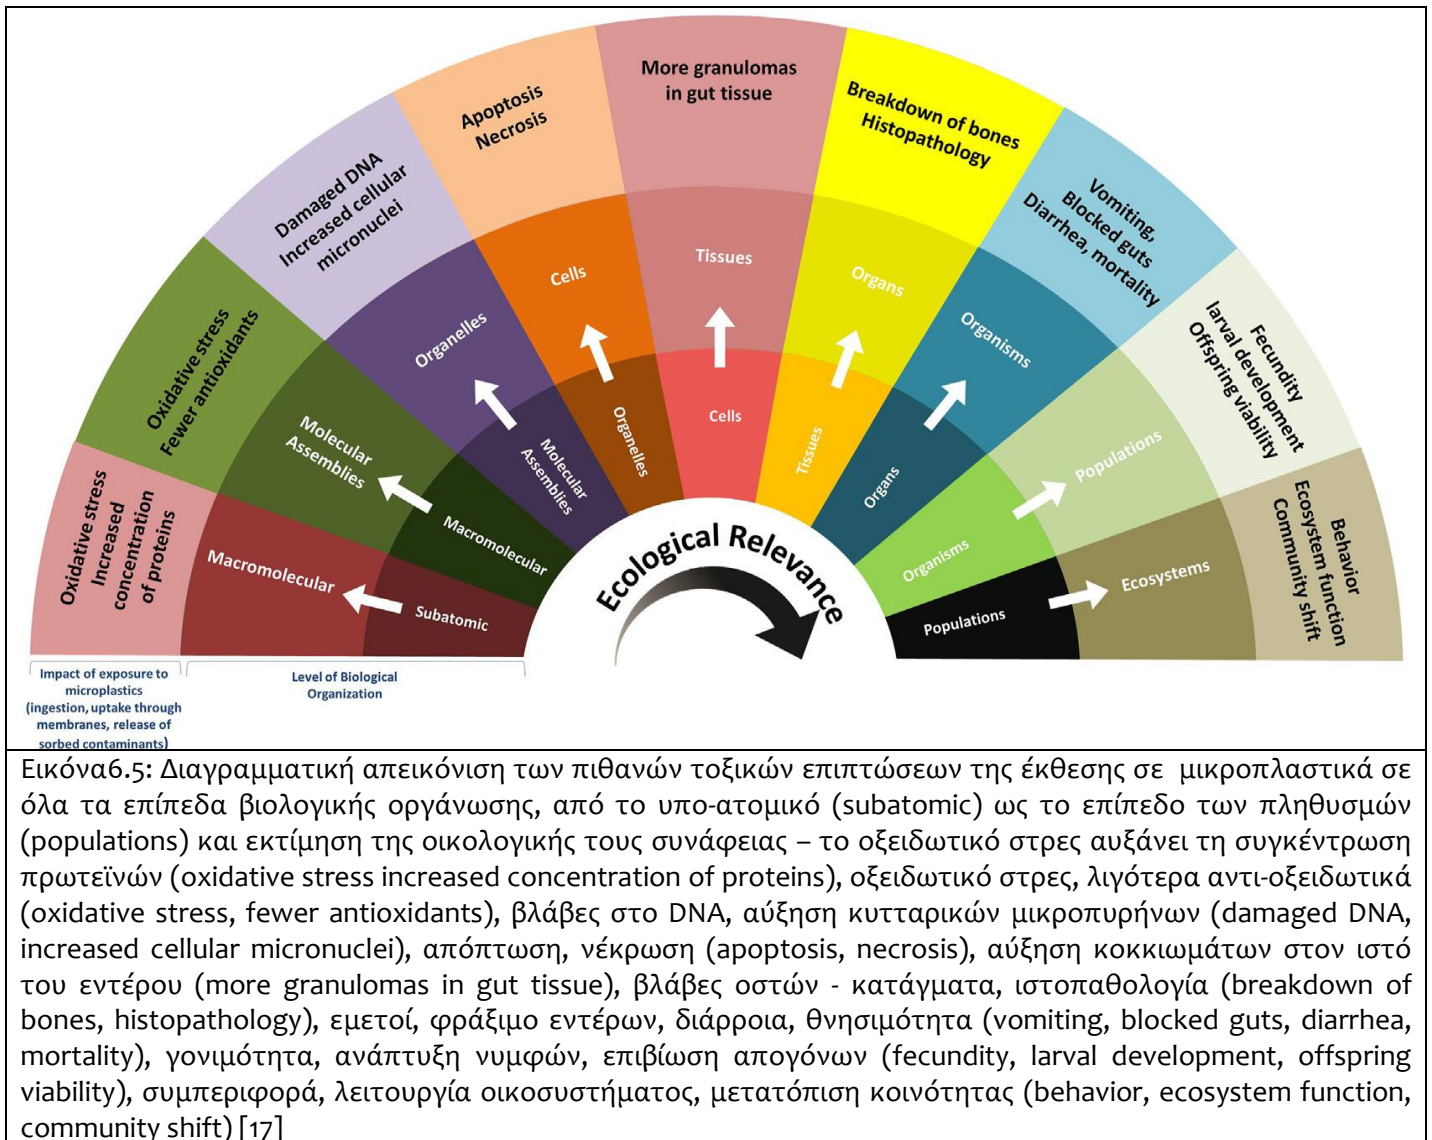 More granulomas
in gut tissue
Apoptosis
Necrosis
Breakdown of bones
Histopathology
Damaged DNA
Increased cellular
micronuclei
Vomiting,
Blocked guts
Diarrhea, mortality
Oxidative stress
Fewer antioxidants
Fecundity
larval development
Offspring viability
Oxidative stress
Increased
concentration
of proteins
Behavior
Ecosystem function
Community shift
Macromolecular
Molecular
Assemblies
Organelles
Cells
Tissues
Organs
Organisms
Populations
Ecosystems
Subatomic
Macromolecular
Molecular
Assemblies
Organelles
Cells
Tissues
Organs
Organisms
Populations
Ecological Relevance
Impact of exposure to
microplastics
(ingestion, uptake through
membranes, release of
sorbed contaminants)
Level of Biological
Organization
Εικόνα6.5: Διαγραμματική απεικόνιση των πιθανών τοξικών επιπτώσεων της έκθεσης σε μικροπλαστικά σε
όλα τα επίπεδα βιολογικής οργάνωσης, από το υπο-ατομικό (subatomic) ως το επίπεδο των πληθυσμών
(populations) και εκτίμηση της οικολογικής τους συνάφειας – το οξειδωτικό στρες αυξάνει τη συγκέντρωση
πρωτεϊνών (oxidative stress increased concentration of proteins), οξειδωτικό στρες, λιγότερα αντι-οξειδωτικά
(oxidative stress, fewer antioxidants), βλάβες στο DNA, αύξηση κυτταρικών μικροπυρήνων (damaged DNA,
increased cellular micronuclei), απόπτωση, νέκρωση (apoptosis, necrosis), αύξηση κοκκιωμάτων στον ιστό
του εντέρου (more granulomas in gut tissue), βλάβες οστών - κατάγματα, ιστοπαθολογία (breakdown of
bones, histopathology), εμετοί, φράξιμο εντέρων, διάρροια, θνησιμότητα (vomiting, blocked guts, diarrhea,
mortality), γονιμότητα, ανάπτυξη νυμφών, επιβίωση απογόνων (fecundity, larval development, offspring
viability), συμπεριφορά, λειτουργία οικοσυστήματος, μετατόπιση κοινότητας (behavior, ecosystem function,
community shift) [17]